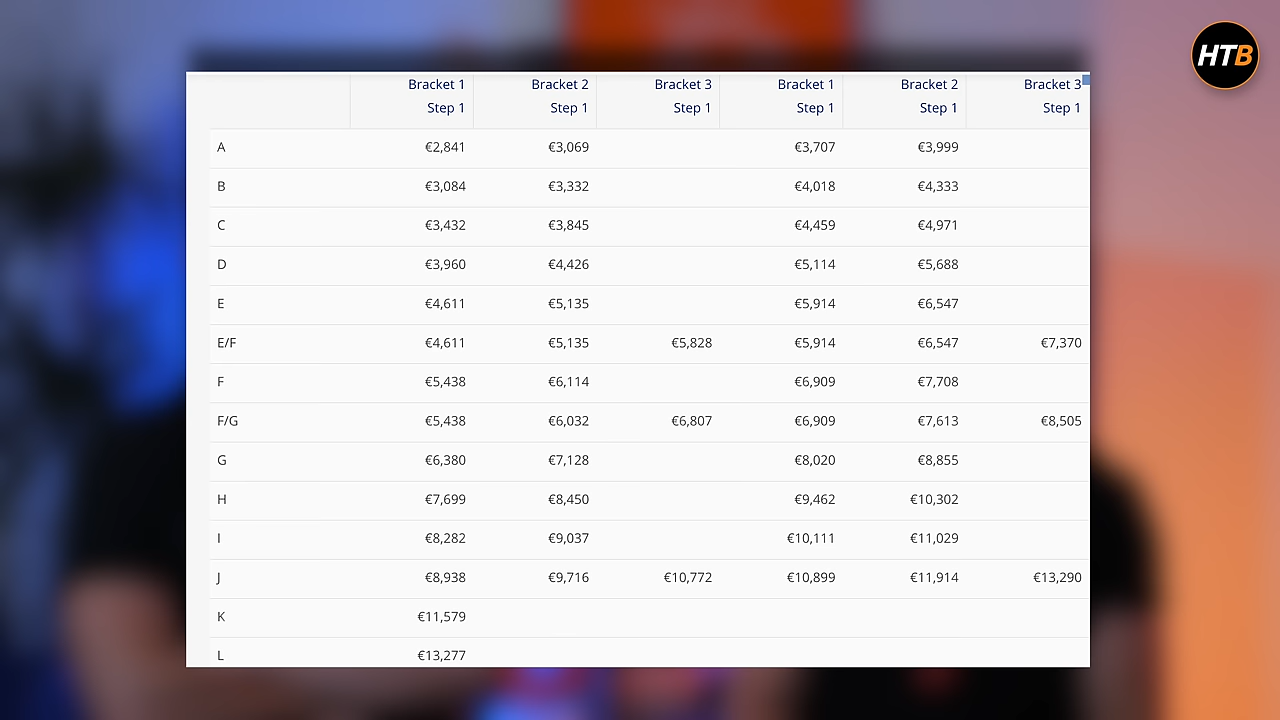 HTB
Bracket 1 Bracket 2 Bracket 3 Bracket 1 Bracket 2 Bracket 3
Step 1 Step 1 Step 1 Step 1 Step 1 Step 1
A €2,841 €3,069 €3,707 €3,999
B €3,084 €3,332 €4,018 €4,333
C €3,432 €3,845 €4,459 €4,971
D €3,960 €4,426 €5,114 €5,688
E €4,611 €5,135 €5,914 €6,547
E/F €4,611 €5,135 €5,828 €5,914 €6,547 €7,370
F €5,438 €6,114 €6,909 €7,708
F/G €5,438 €6,032 €6,807 €6,909 €7,613 €8,505
G €6,380 €7,128 €8,020 €8,855
H €7,699 €8,450 €9,462 €10,302
I €8,282 €9,037 €10,111 €11,029
J €8,938 €9,716 €10,772 €10,899 €11,914 €13,290
K €11,579
L €13,277